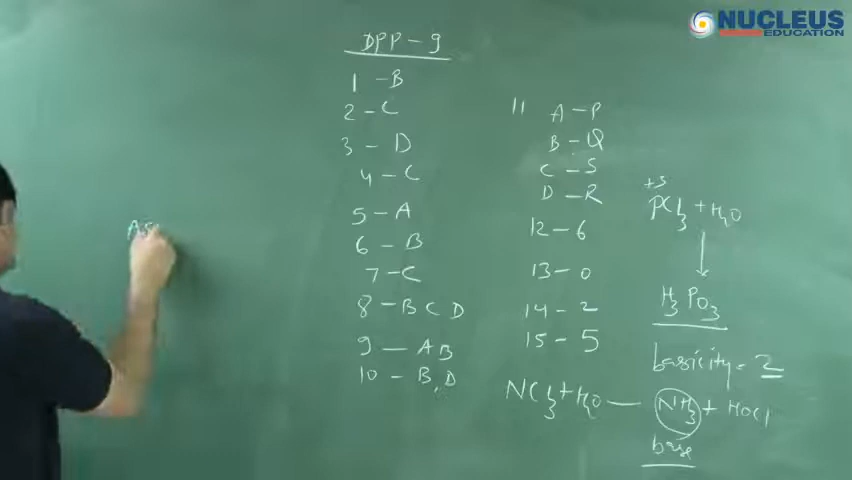 NUCLEUS
EDUCATION
DPP - 9
1 - B
2 - C
3 - D
4 - C
5 - A
6 - B
7 - C
8 - B C D
9 - A B
10 - B, D
11 A - P
B - Q
C - S
D - R
12 - 6
13 - 0
14 - 2
15 - 5
+3
PCl3 + H2O
↓
H3PO3
basicity = 2
NCl3 + H2O — NH3 + HOCl
base